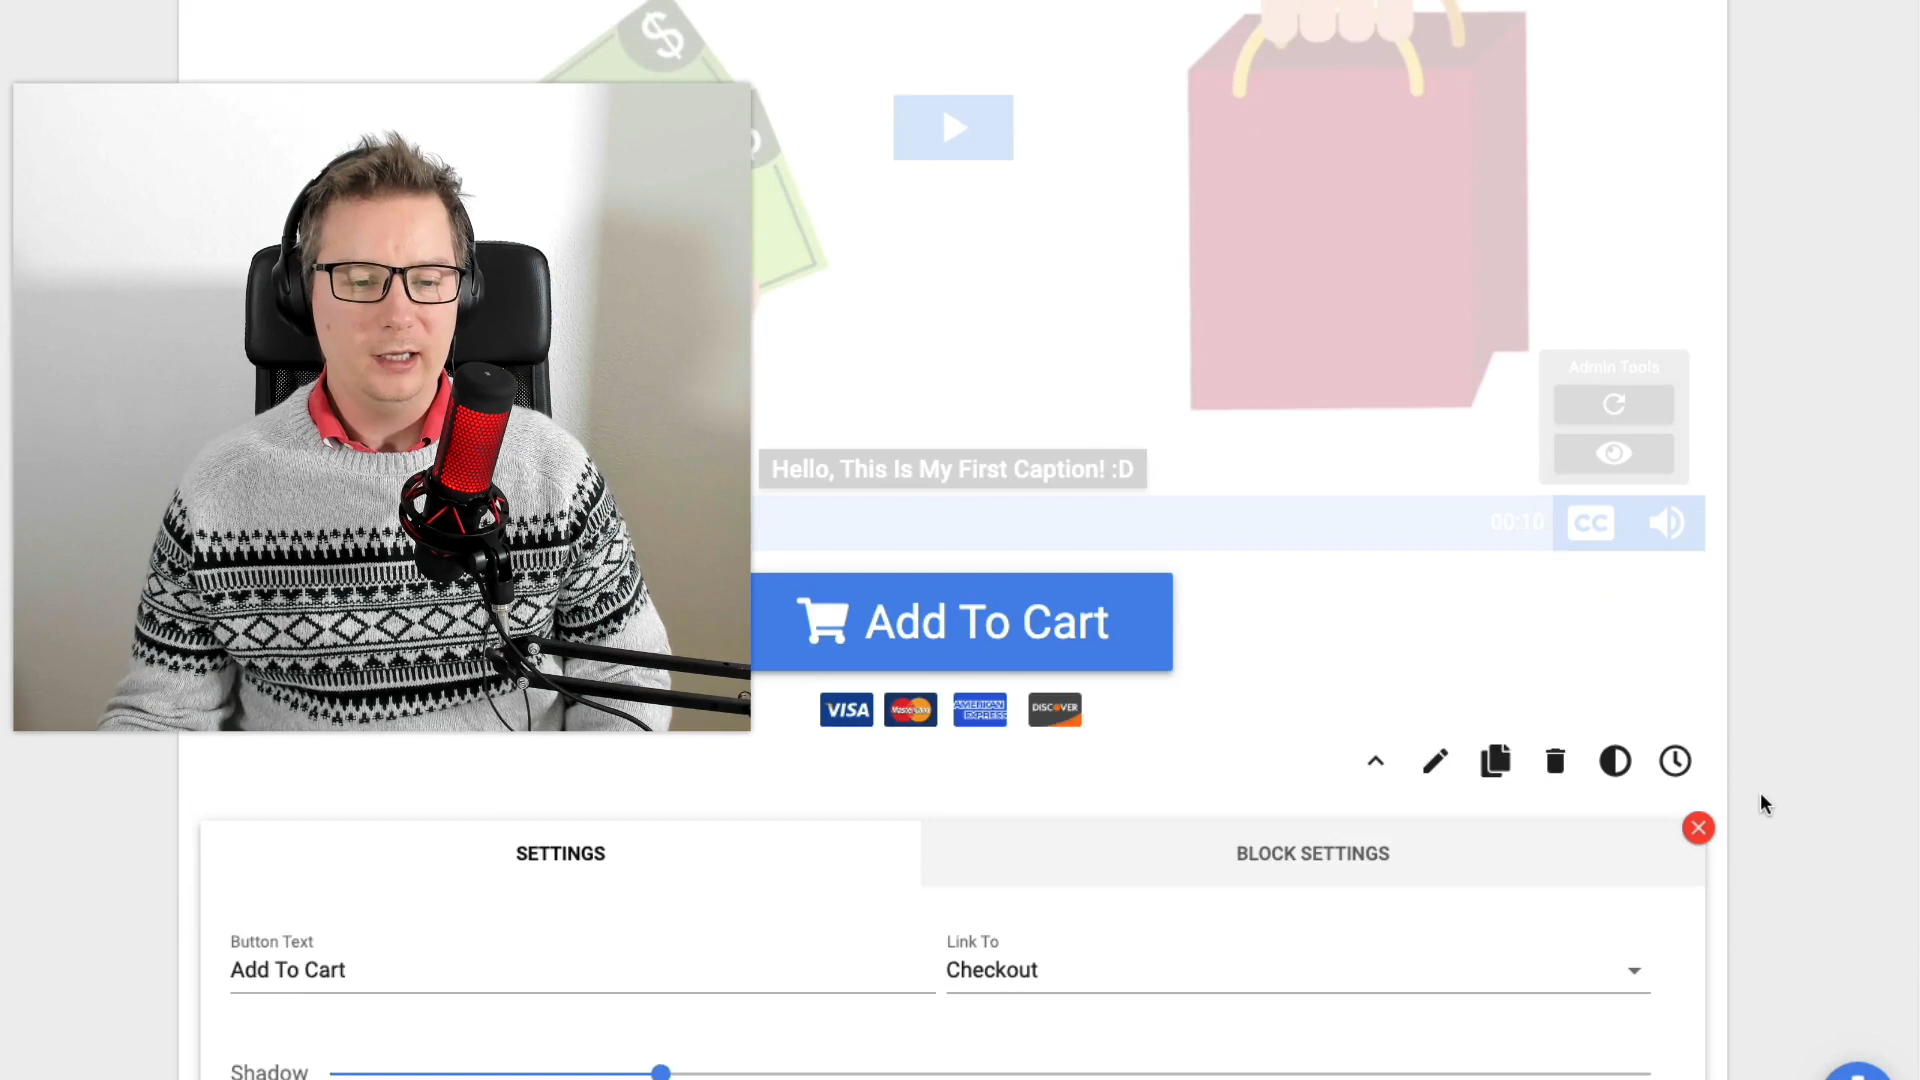 $
Admin Tools
Hello, This Is My First Caption! :D
00:10
CC
Add To Cart
VISA MasterCard AMERICAN EXPRESS DISCOVER
SETTINGS
BLOCK SETTINGS
Button Text
Add To Cart
Link To
Checkout
Shadow